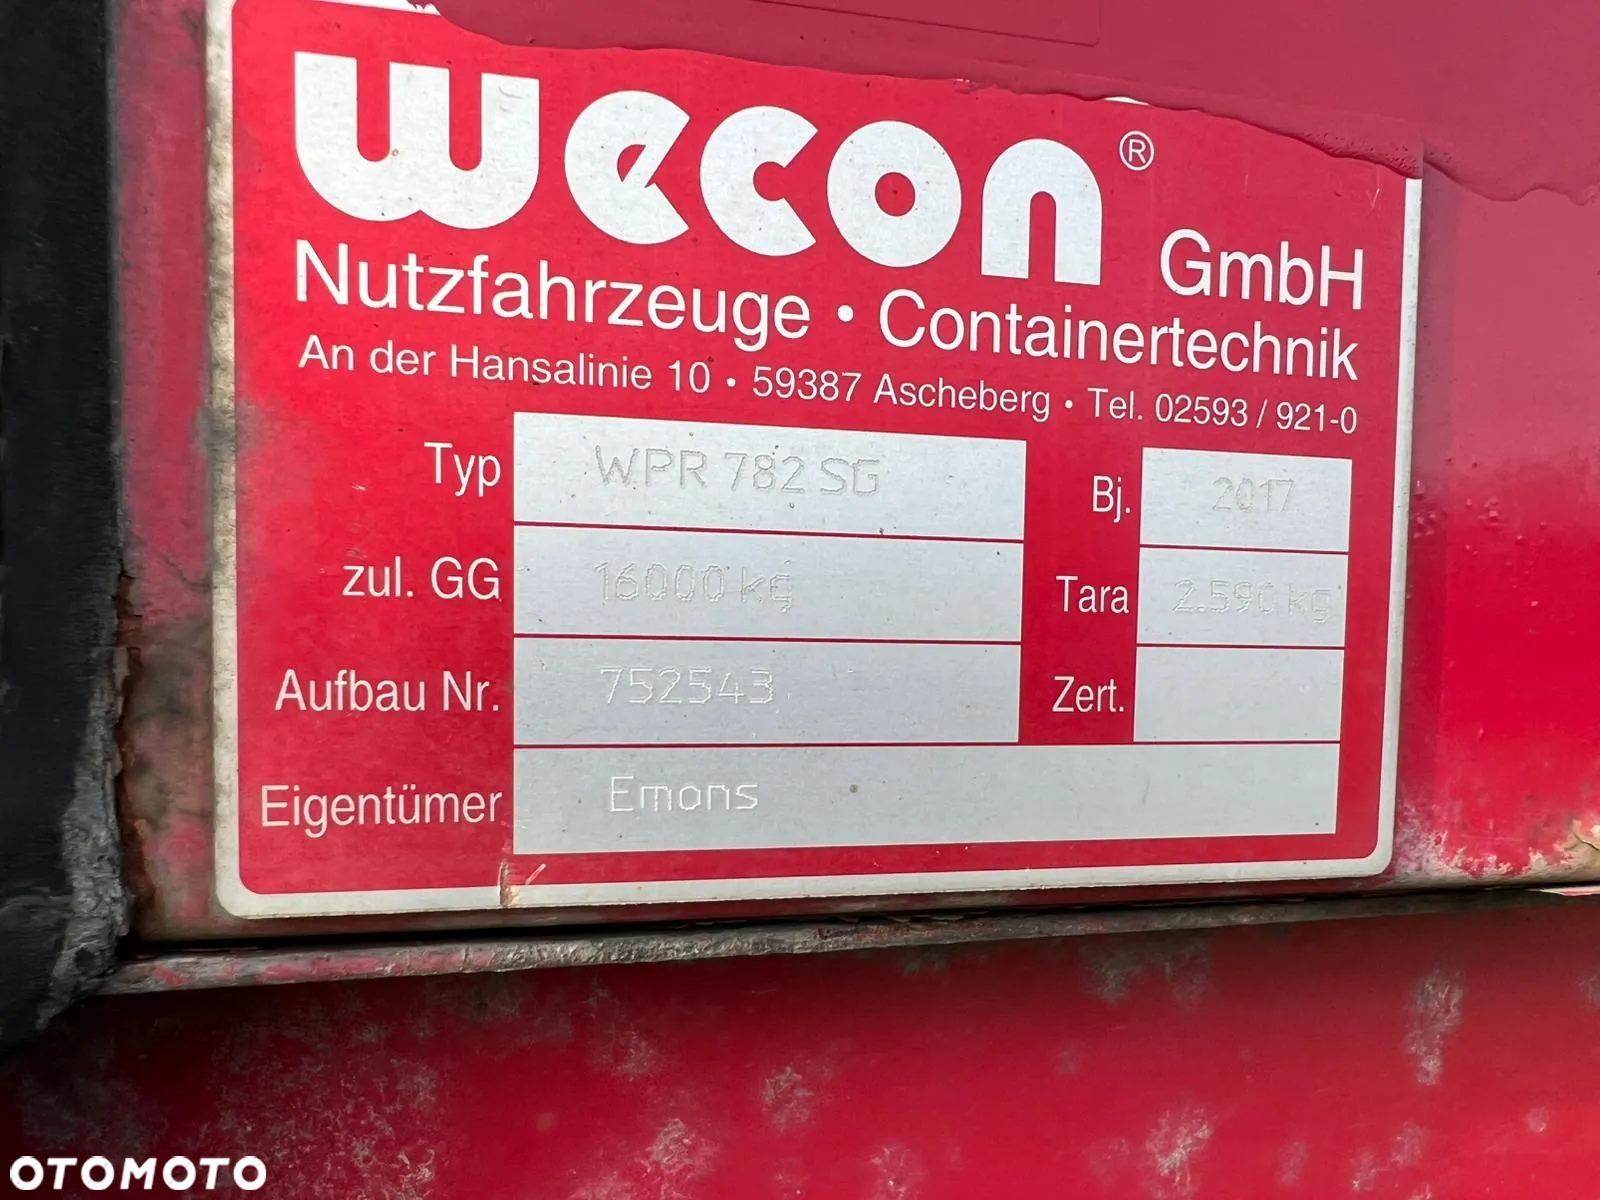 wecon® GmbH
Nutzfahrzeuge · Containertechnik
An der Hansalinie 10 · 59387 Ascheberg · Tel. 02593 / 921-0
Typ WPR 782 SG Bj. 2017
zul. GG 16000 kg Tara 2.590 kg
Aufbau Nr. 752543 Zert.
Eigentümer Emons
OTOMOTO